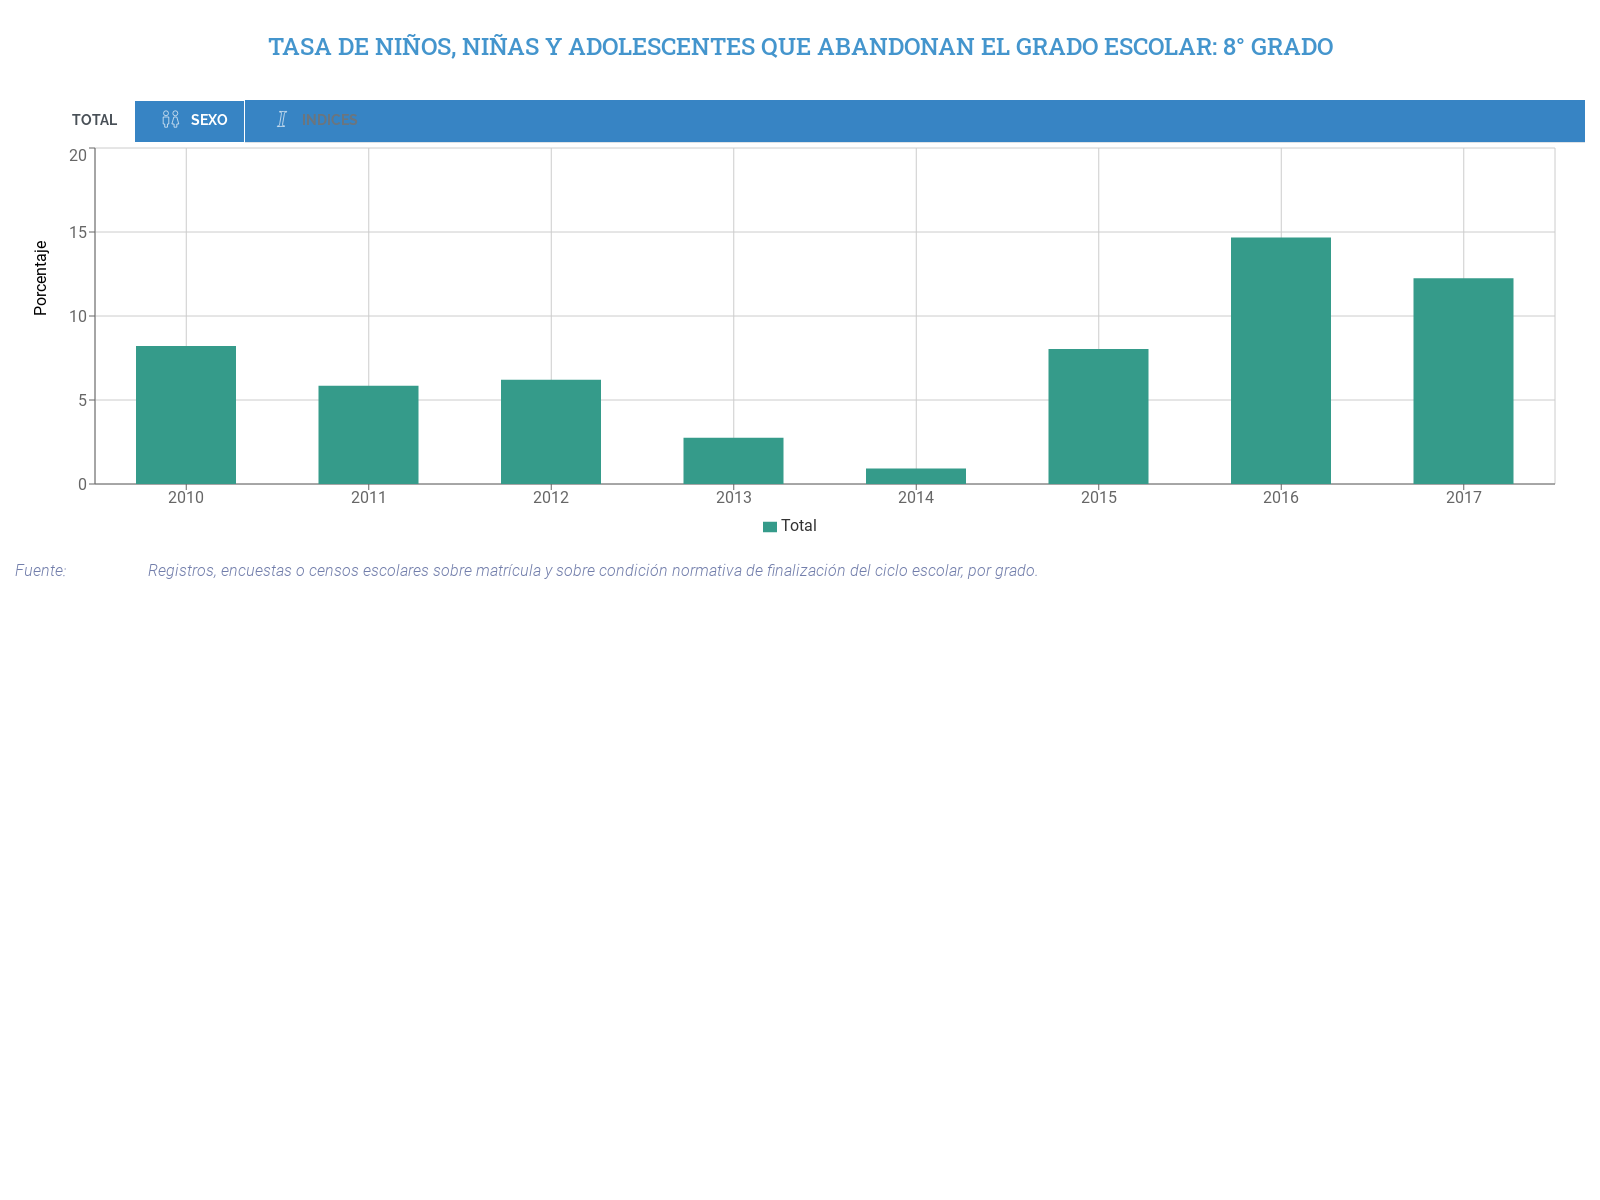 TASA DE NIÑOS, NIÑAS Y ADOLESCENTES QUE ABANDONAN EL GRADO ESCOLAR: 8° GRADO
TOTAL SEXO INDICES
20
15
10
5
0
Porcentaje
2010 2011 2012 2013 2014 2015 2016 2017
Total
Fuente: Registros, encuestas o censos escolares sobre matrícula y sobre condición normativa de finalización del ciclo escolar, por grado.